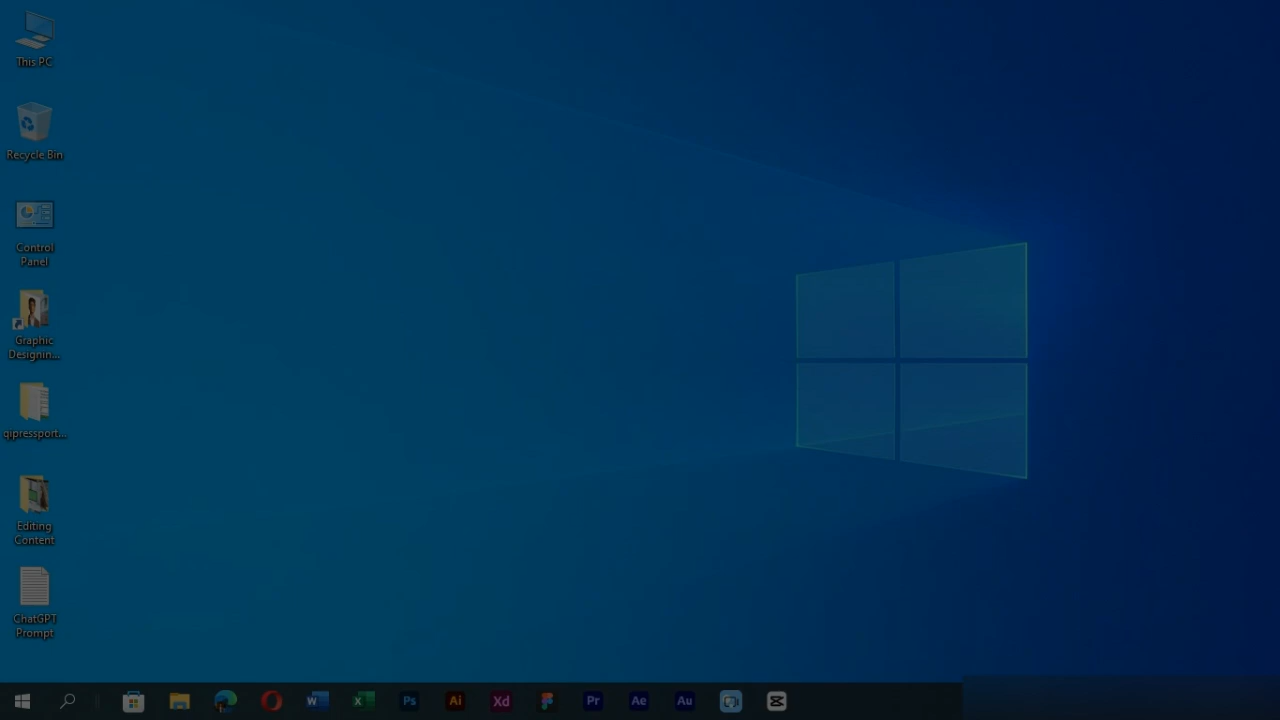 This PC
Recycle Bin
Control
Panel
Graphic
Designin...
qipressport...
Editing
Content
ChatGPT
Prompt
W
X
Ps
Ai
Xd
Pr
Ae
Au